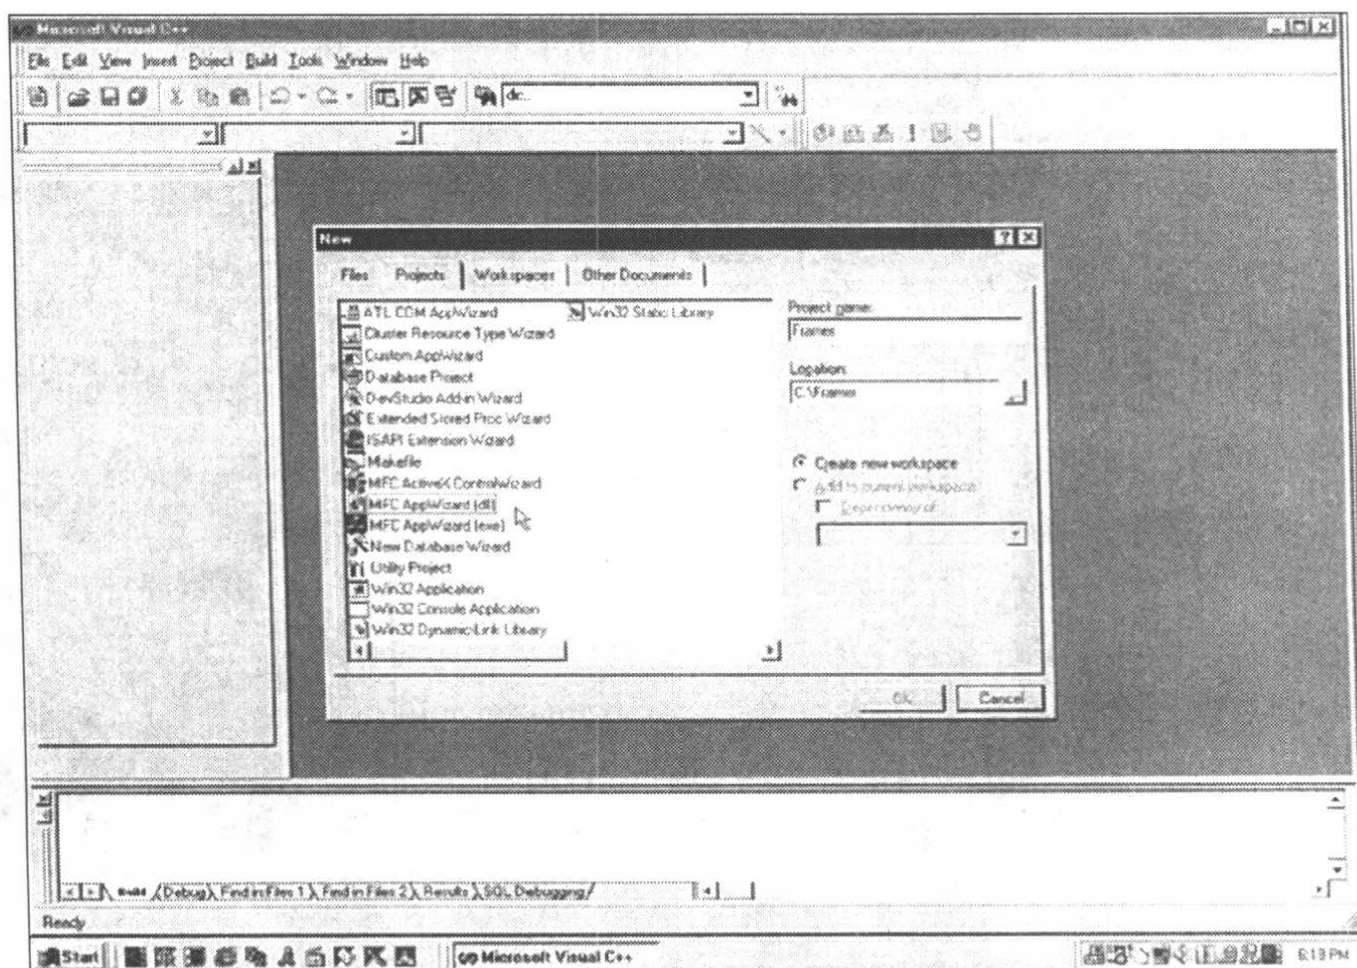 Microsoft Visual C++
File Edit View Insert Project Build Tools Window Help
dc..
New
Files Projects Workspaces Other Documents
ATL COM AppWizard
Cluster Resource Type Wizard
Custom AppWizard
Database Project
DevStudio Add-in Wizard
Extended Stored Proc Wizard
ISAPI Extension Wizard
Makefile
MFC ActiveX ControlWizard
MFC AppWizard (dll)
MFC AppWizard (exe)
New Database Wizard
Utility Project
Win32 Application
Win32 Console Application
Win32 Dynamic-Link Library
Win32 Static Library
Project name:
Frames
Location:
C:\Frames
Create new workspace
Add to current workspace
Dependency of:
OK
Cancel
Build Debug Find in Files 1 Find in Files 2 Results SQL Debugging
Ready
Start
Microsoft Visual C++
6:13 PM